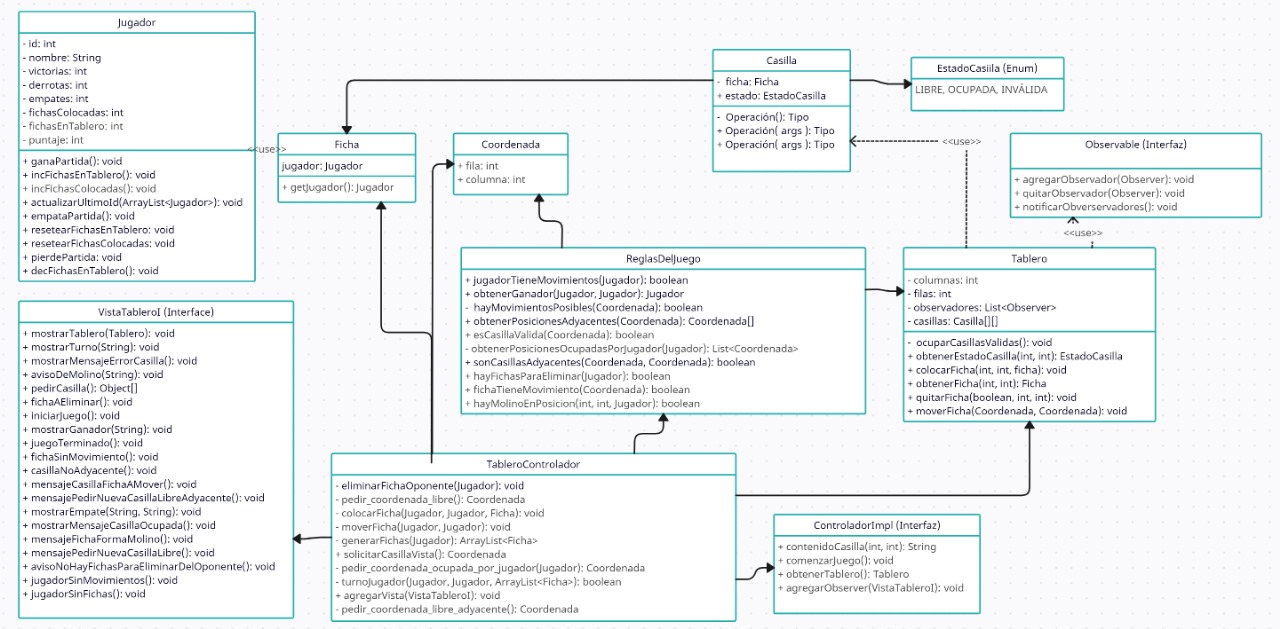 Jugador
- id: int
- nombre: String
- victorias: int
- derrotas: int
- empates: int
- fichasColocadas: int
- fichasEnTablero: int
- puntaje: int
+ ganaPartida(): void
+ incFichasEnTablero(): void
+ incFichasColocadas(): void
+ actualizarUltimoId(ArrayList<Jugador>): void
+ empataPartida(): void
+ resetearFichasEnTablero: void
+ resetearFichasColocadas: void
+ pierdePartida: void
+ decFichasEnTablero(): void
<<use>>
Ficha
jugador: Jugador
+ getJugador(): Jugador
Coordenada
+ fila: int
+ columna: int
Casilla
- ficha: Ficha
+ estado: EstadoCasilla
- Operación(): Tipo
+ Operación( args ): Tipo
+ Operación( args ): Tipo
EstadoCasiila (Enum)
LIBRE, OCUPADA, INVÁLIDA
<<use>>
Observable (Interfaz)
+ agregarObservador(Observer): void
+ quitarObservador(Observer): void
+ notificarObverservadores(): void
<<use>>
ReglasDelJuego
+ jugadorTieneMovimientos(Jugador): boolean
+ obtenerGanador(Jugador, Jugador): Jugador
- hayMovimientosPosibles(Coordenada): boolean
+ obtenerPosicionesAdyacentes(Coordenada): Coordenada[]
+ esCasillaValida(Coordenada): boolean
- obtenerPosicionesOcupadasPorJugador(Jugador): List<Coordenada>
+ sonCasillasAdyacentes(Coordenada, Coordenada): boolean
+ hayFichasParaEliminar(Jugador): boolean
+ fichaTieneMovimiento(Coordenada): boolean
+ hayMolinoEnPosicion(int, int, Jugador): boolean
Tablero
- columnas: int
- filas: int
- observadores: List<Observer>
- casillas: Casilla[][]
- ocuparCasillasValidas(): void
+ obtenerEstadoCasilla(int, int): EstadoCasilla
+ colocarFicha(int, int, ficha): void
+ obtenerFicha(int, int): Ficha
+ quitarFicha(boolean, int, int): void
+ moverFicha(Coordenada, Coordenada): void
VistaTableroI (Interface)
+ mostrarTablero(Tablero): void
+ mostrarTurno(String): void
+ mostrarMensajeErrorCasilla(): void
+ avisoDeMolino(String): void
+ pedirCasilla(): Object[]
+ fichaAEliminar(): void
+ iniciarJuego(): void
+ mostrarGanador(String): void
+ juegoTerminado(): void
+ fichaSinMovimiento(): void
+ casillaNoAdyacente(): void
+ mensajeCasillaFichaAMover(): void
+ mensajePedirNuevaCasillaLibreAdyacente(): void
+ mostrarEmpate(String, String): void
+ mostrarMensajeCasillaOcupada(): void
+ mensajeFichaFormaMolino(): void
+ mensajePedirNuevaCasillaLibre(): void
+ avisoNoHayFichasParaEliminarDelOponente(): void
+ jugadorSinMovimientos(): void
+ jugadorSinFichas(): void
TableroControlador
- eliminarFichaOponente(Jugador): void
- pedir_coordenada_libre(): Coordenada
- colocarFicha(Jugador, Jugador, Ficha): void
- moverFicha(Jugador, Jugador): void
- generarFichas(Jugador): ArrayList<Ficha>
+ solicitarCasillaVista(): Coordenada
- pedir_coordenada_ocupada_por_jugador(Jugador): Coordenada
- turnoJugador(Jugador, Jugador, ArrayList<Ficha>): boolean
+ agregarVista(VistaTableroI): void
- pedir_coordenada_libre_adyacente(): Coordenada
ControladorImpl (Interfaz)
+ contenidoCasilla(int, int): String
+ comenzarJuego(): void
+ obtenerTablero(): Tablero
+ agregarObserver(VistaTableroI): void